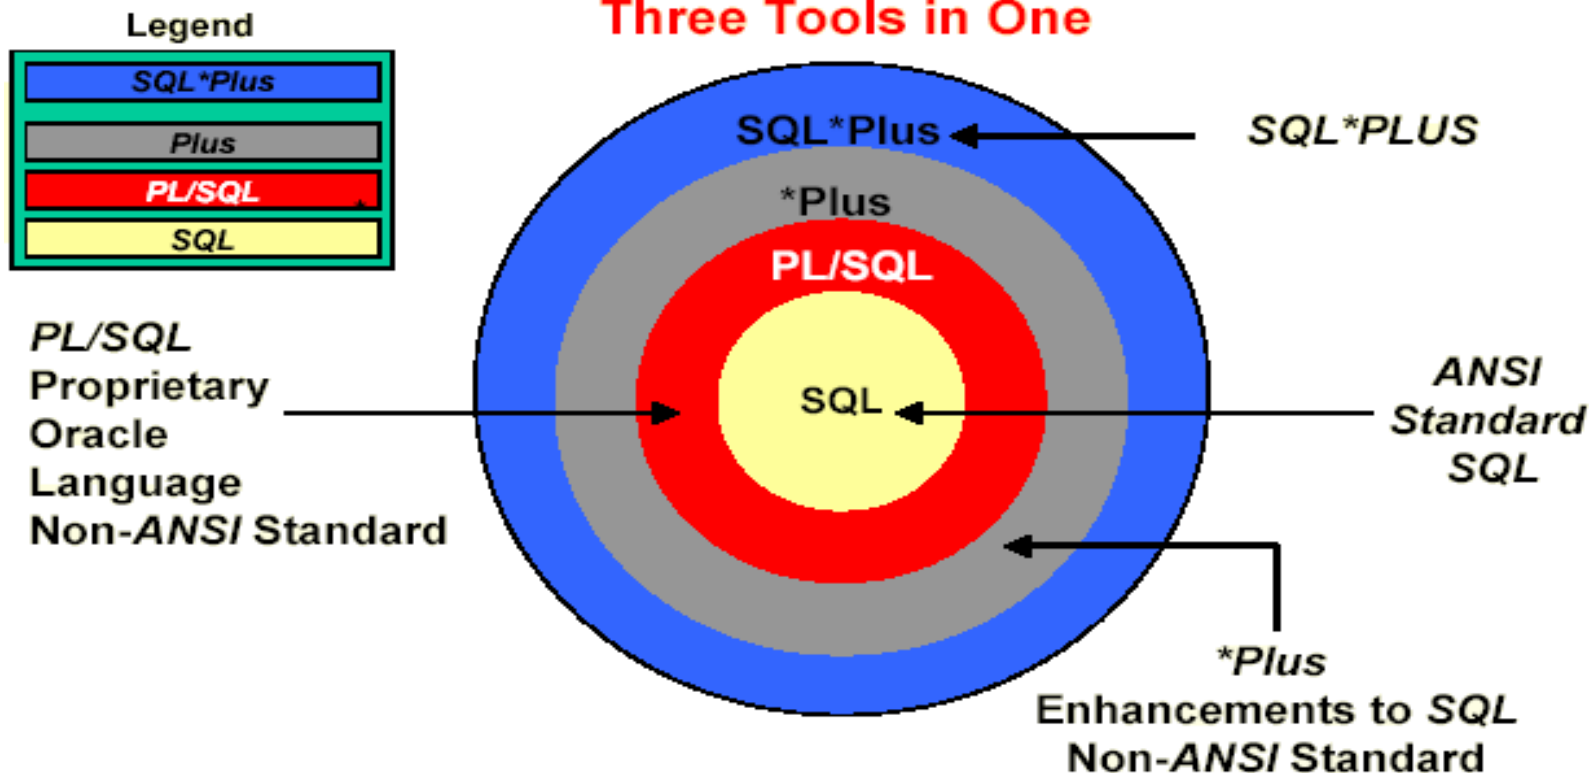 Three Tools in One
Legend
SQL*Plus
Plus
PL/SQL
*
SQL
SQL*Plus
*Plus
PL/SQL
SQL
SQL*PLUS
PL/SQL
Proprietary
Oracle
Language
Non-ANSI Standard
ANSI
Standard
SQL
*Plus
Enhancements to SQL
Non-ANSI Standard